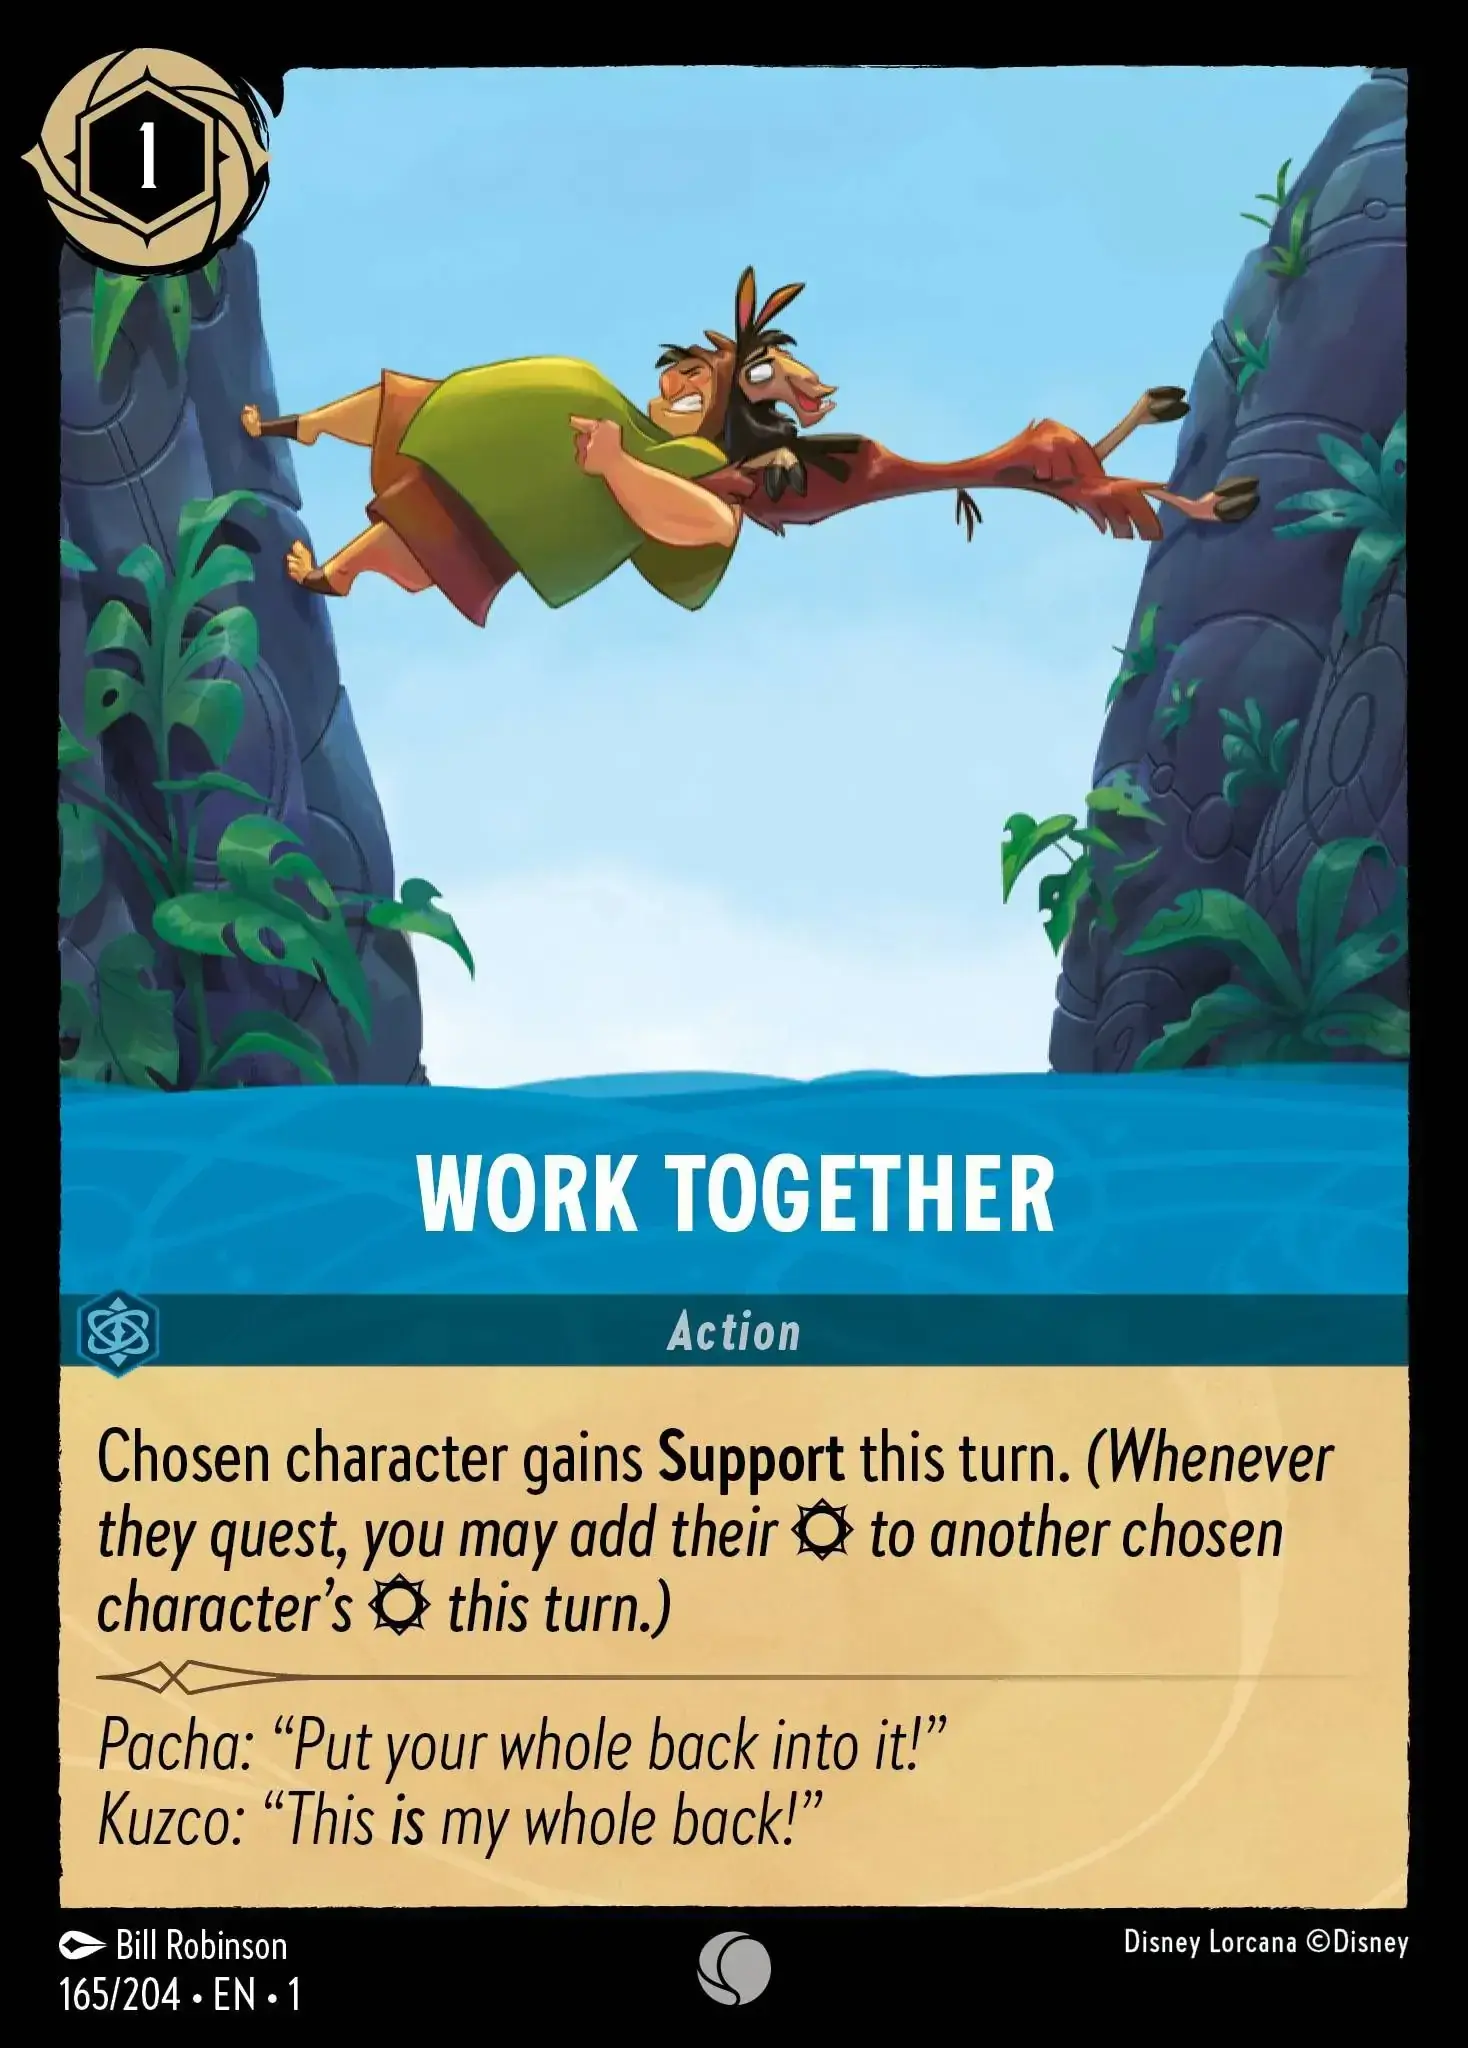 1
WORK TOGETHER
Action
Chosen character gains Support this turn. (Whenever
they quest, you may add their to another chosen
character’s this turn.)
Pacha: “Put your whole back into it!”
Kuzco: “This is my whole back!”
Bill Robinson
Disney Lorcana ©Disney
165/204 • EN • 1